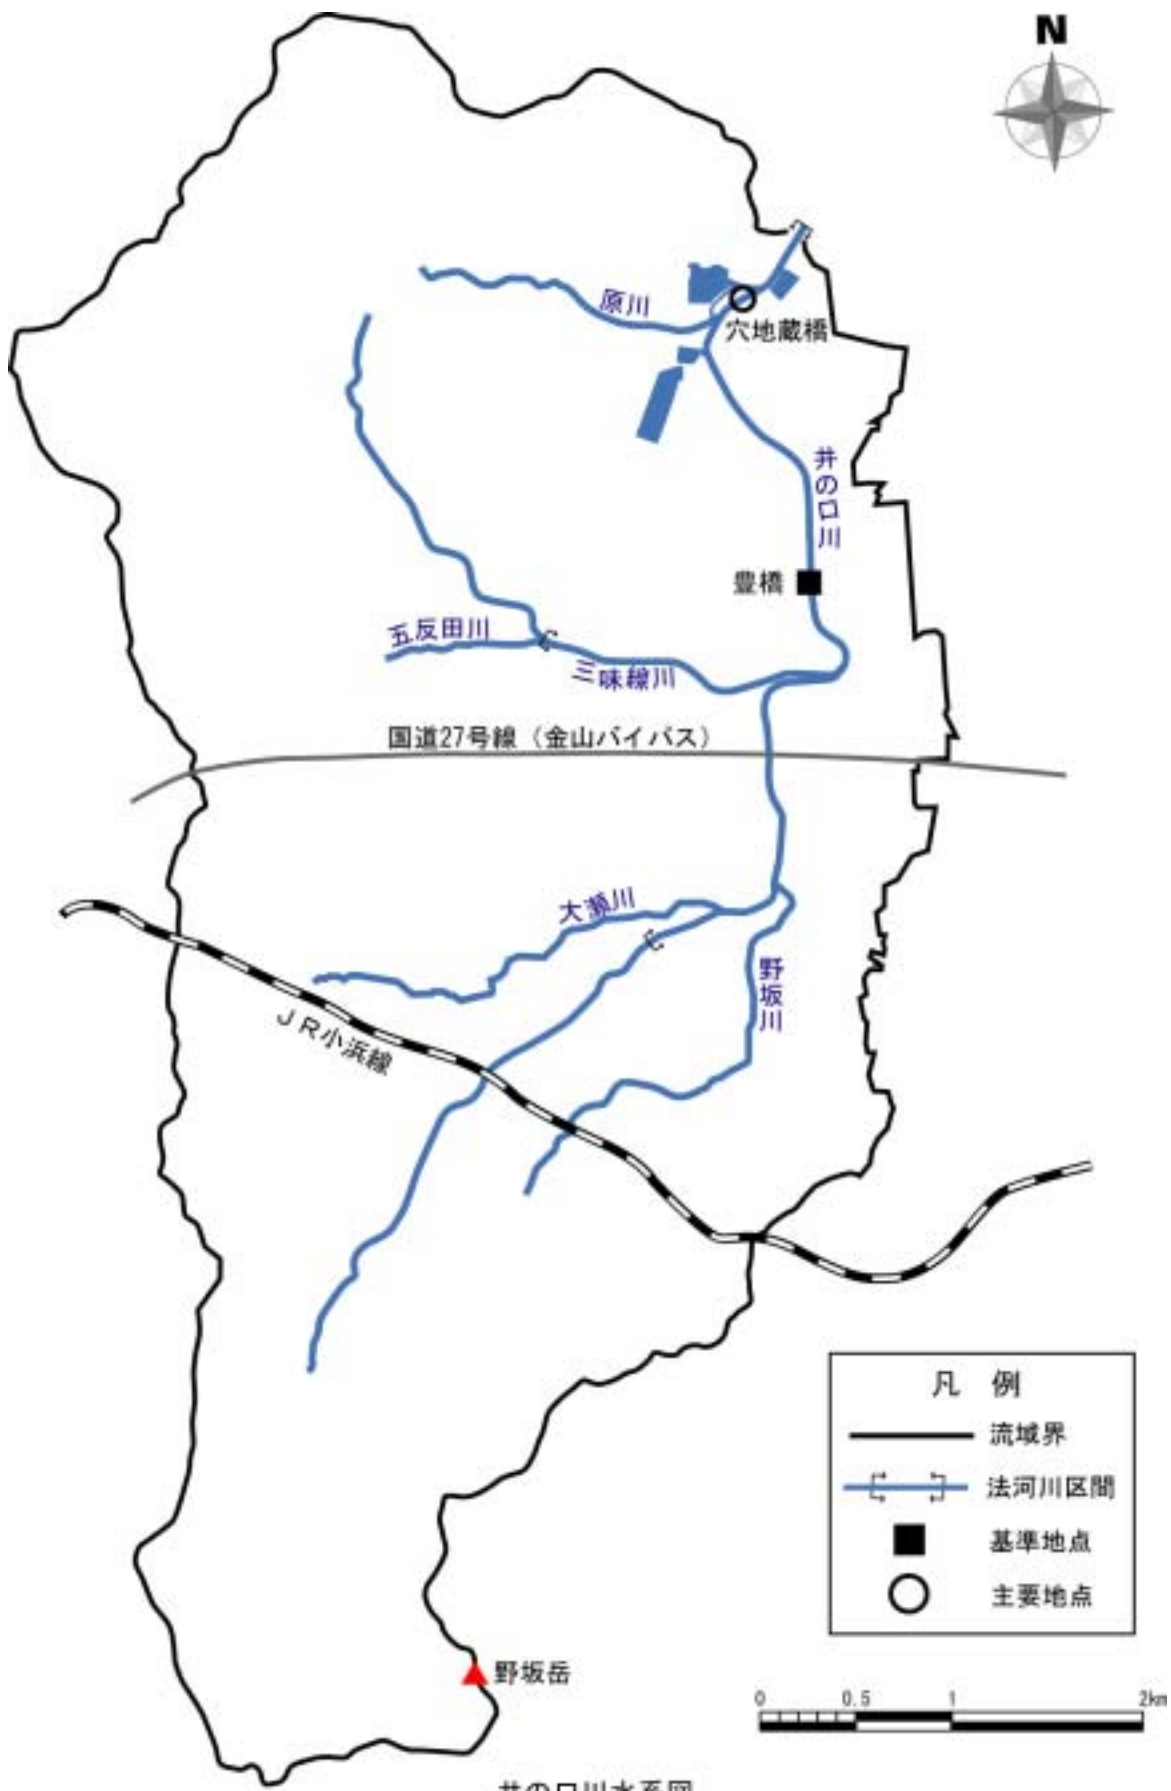 N
原川
穴地蔵橋
井の口川
豊橋
五反田川
三味線川
国道27号線（金山バイパス）
大瀬川
野坂川
ＪＲ小浜線
凡 例
流域界
法河川区間
基準地点
主要地点
野坂岳
0 0.5 1 2km
井の口川水系図